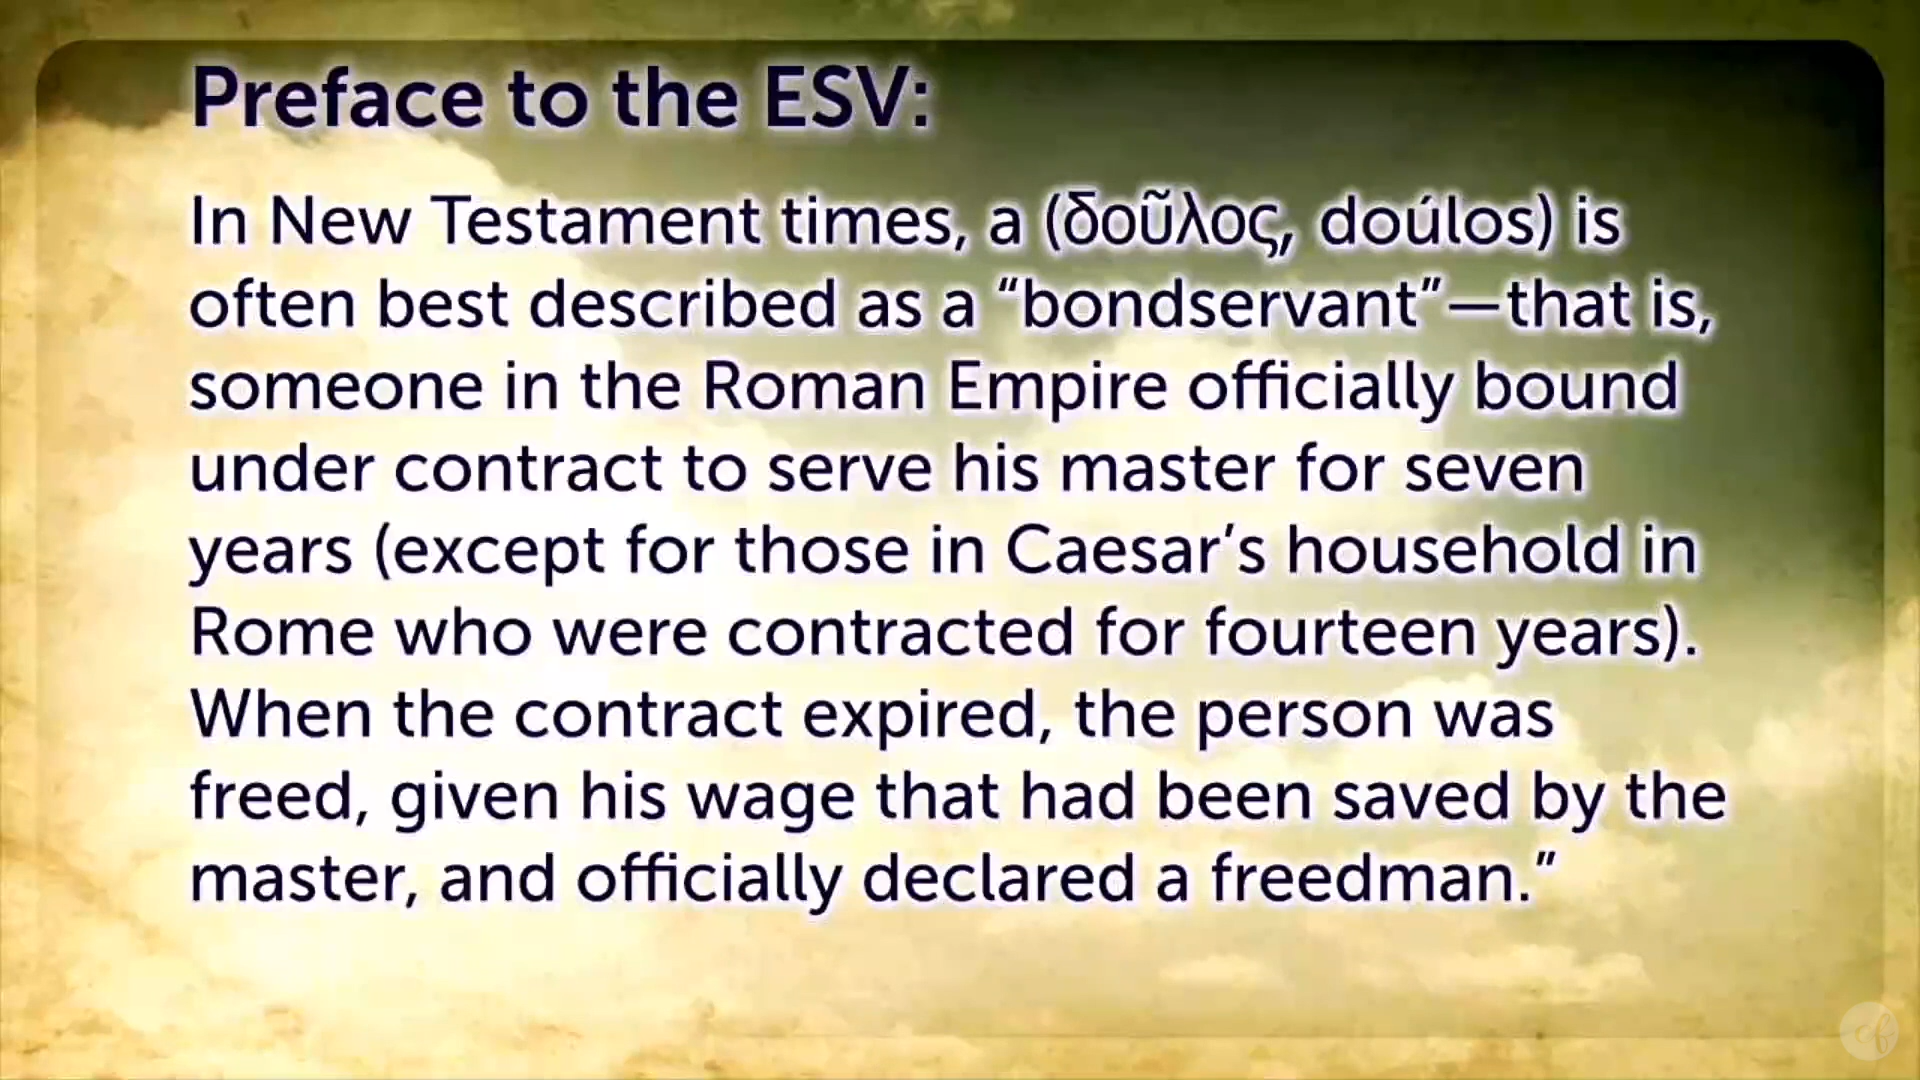 Preface to the ESV:
In New Testament times, a (δοῦλος, doúlos) is
often best described as a “bondservant”—that is,
someone in the Roman Empire officially bound
under contract to serve his master for seven
years (except for those in Caesar’s household in
Rome who were contracted for fourteen years).
When the contract expired, the person was
freed, given his wage that had been saved by the
master, and officially declared a freedman.”